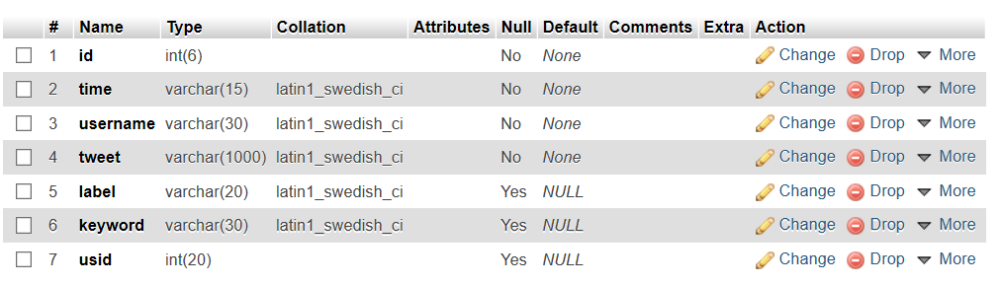 # Name Type Collation Attributes Null Default Comments Extra Action
1 id int(6) No None Change Drop More
2 time varchar(15) latin1_swedish_ci No None Change Drop More
3 username varchar(30) latin1_swedish_ci No None Change Drop More
4 tweet varchar(1000) latin1_swedish_ci No None Change Drop More
5 label varchar(20) latin1_swedish_ci Yes NULL Change Drop More
6 keyword varchar(30) latin1_swedish_ci Yes NULL Change Drop More
7 usid int(20) Yes NULL Change Drop More